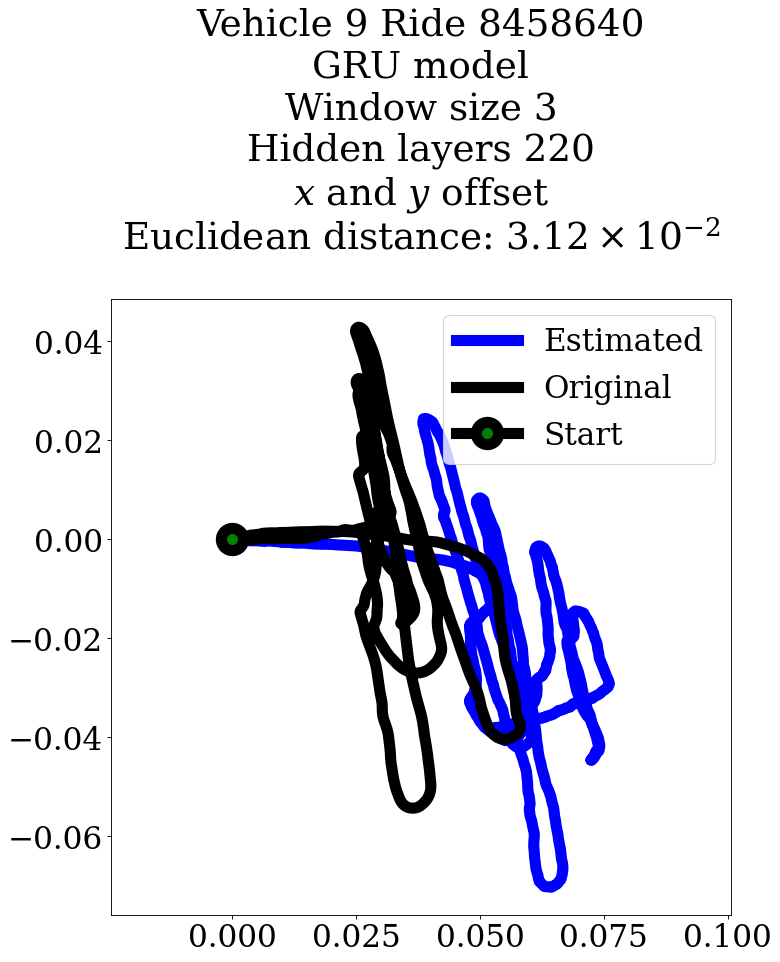 Vehicle 9 Ride 8458640
GRU model
Window size 3
Hidden layers 220
x and y offset
Euclidean distance: 3.12 × 10⁻²
Estimated
Original
Start
0.04
0.02
0.00
−0.02
−0.04
−0.06
0.000 0.025 0.050 0.075 0.100